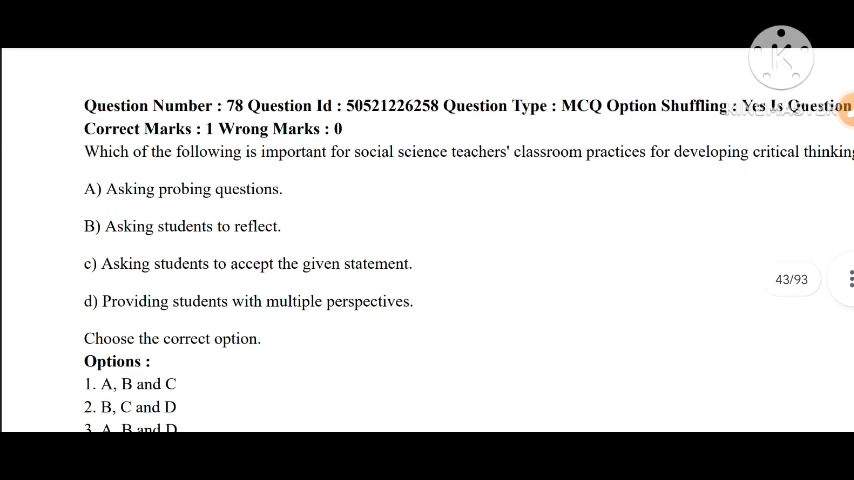 Question Number : 78 Question Id : 50521226258 Question Type : MCQ Option Shuffling : Yes Is Question
Correct Marks : 1 Wrong Marks : 0
Which of the following is important for social science teachers' classroom practices for developing critical thinking
A) Asking probing questions.
B) Asking students to reflect.
c) Asking students to accept the given statement.
43/93
d) Providing students with multiple perspectives.
Choose the correct option.
Options :
1. A, B and C
2. B, C and D
3. A, B and D
KINEMASTER